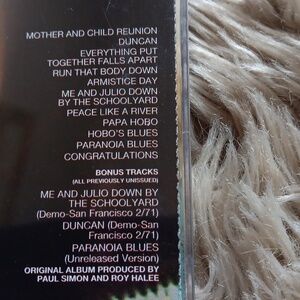 MOTHER AND CHILD REUNION
DUNCAN
EVERYTHING PUT
TOGETHER FALLS APART
RUN THAT BODY DOWN
ARMISTICE DAY
ME AND JULIO DOWN
BY THE SCHOOLYARD
PEACE LIKE A RIVER
PAPA HOBO
HOBO'S BLUES
PARANOIA BLUES
CONGRATULATIONS
BONUS TRACKS
(ALL PREVIOUSLY UNISSUED)
ME AND JULIO DOWN BY
THE SCHOOLYARD
(Demo-San Francisco 2/71)
DUNCAN (Demo-San
Francisco 2/71)
PARANOIA BLUES
(Unreleased Version)
ORIGINAL ALBUM PRODUCED BY
PAUL SIMON AND ROY HALEE